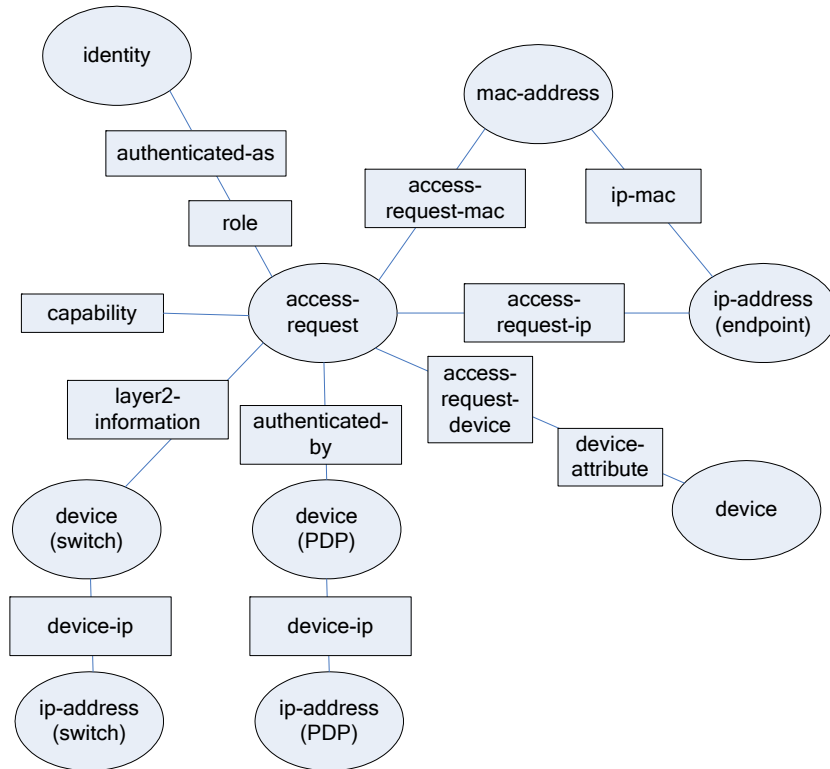 identity
mac-address
authenticated-as
access-
request-mac
ip-mac
role
capability
access-
request
access-
request-ip
ip-address
(endpoint)
layer2-
information
authenticated-
by
access-
request-
device
device-
attribute
device
device
(switch)
device
(PDP)
device-ip
device-ip
ip-address
(switch)
ip-address
(PDP)